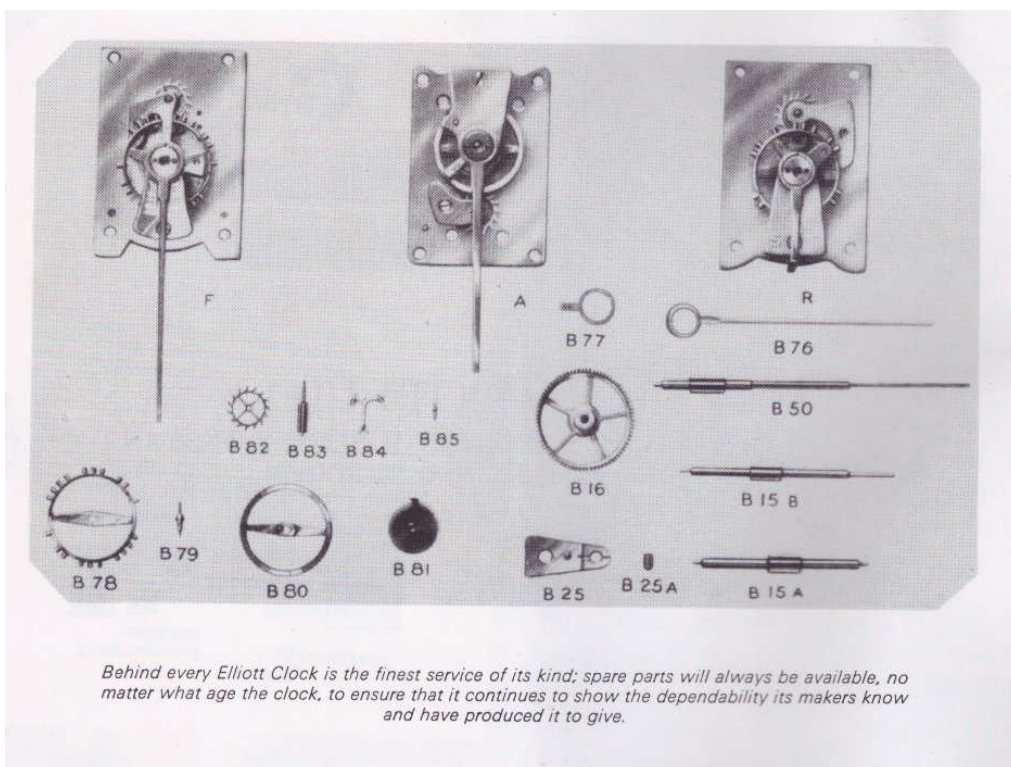 F
A
R
B 77
B 76
B 50
B 82
B 83
B 84
B 85
B 16
B 15 B
B 78
B 79
B 80
B 81
B 25
B 25A
B 15 A
Behind every Elliott Clock is the finest service of its kind; spare parts will always be available, no
matter what age the clock, to ensure that it continues to show the dependability its makers know
and have produced it to give.